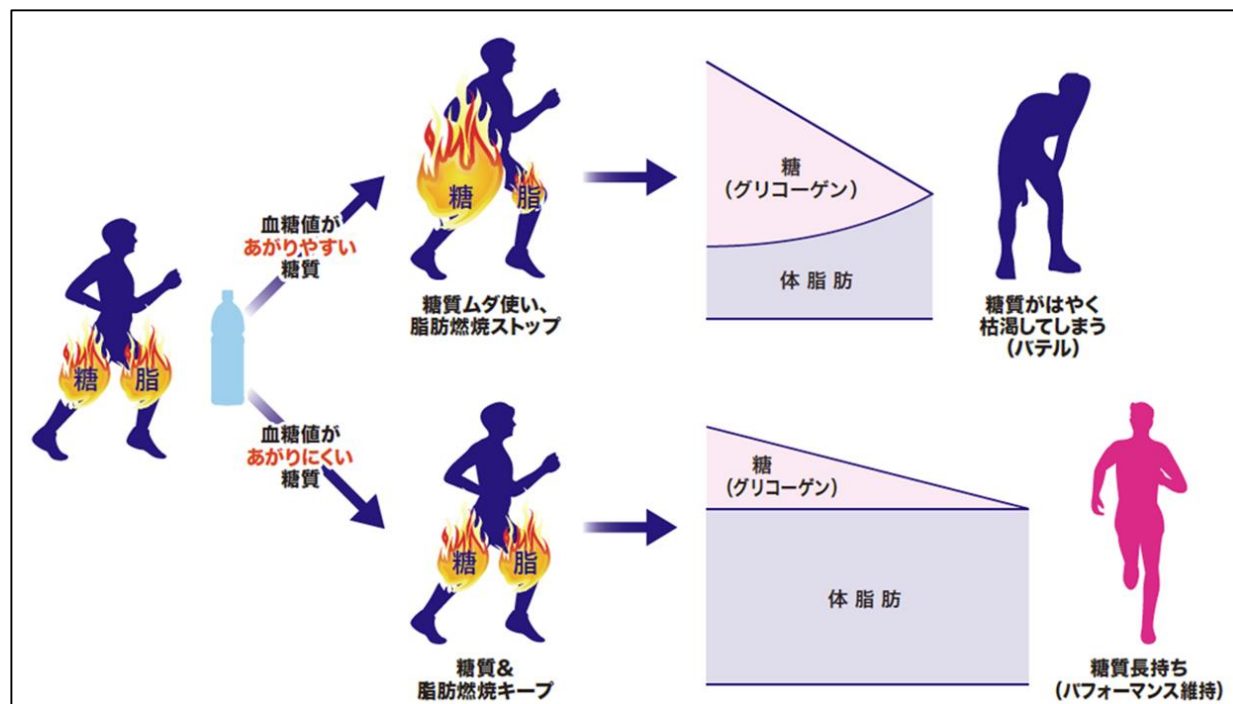 糖
脂
血糖値が
あがりやすい
糖質
糖
脂
糖質ムダ使い、
脂肪燃焼ストップ
糖
(グリコーゲン)
体脂肪
糖質がはやく
枯渇してしまう
(バテル)
血糖値が
あがりにくい
糖質
糖
脂
糖質&
脂肪燃焼キープ
糖
(グリコーゲン)
体脂肪
糖質長持ち
(パフォーマンス維持)